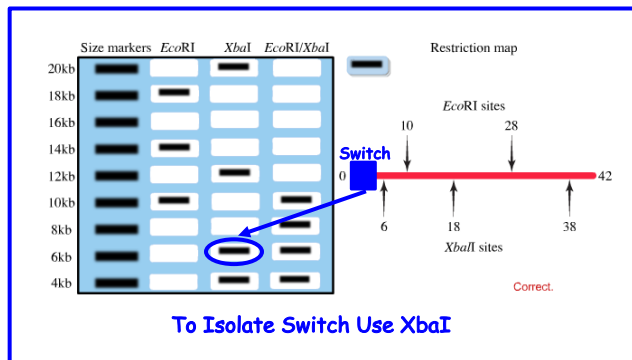 Size markers EcoRI XbaI EcoRI/XbaI
Restriction map
20kb
18kb
16kb
14kb
12kb
10kb
8kb
6kb
4kb
EcoRI sites
10 28
Switch
0 42
6 18 38
XbaII sites
Correct.
To Isolate Switch Use XbaI